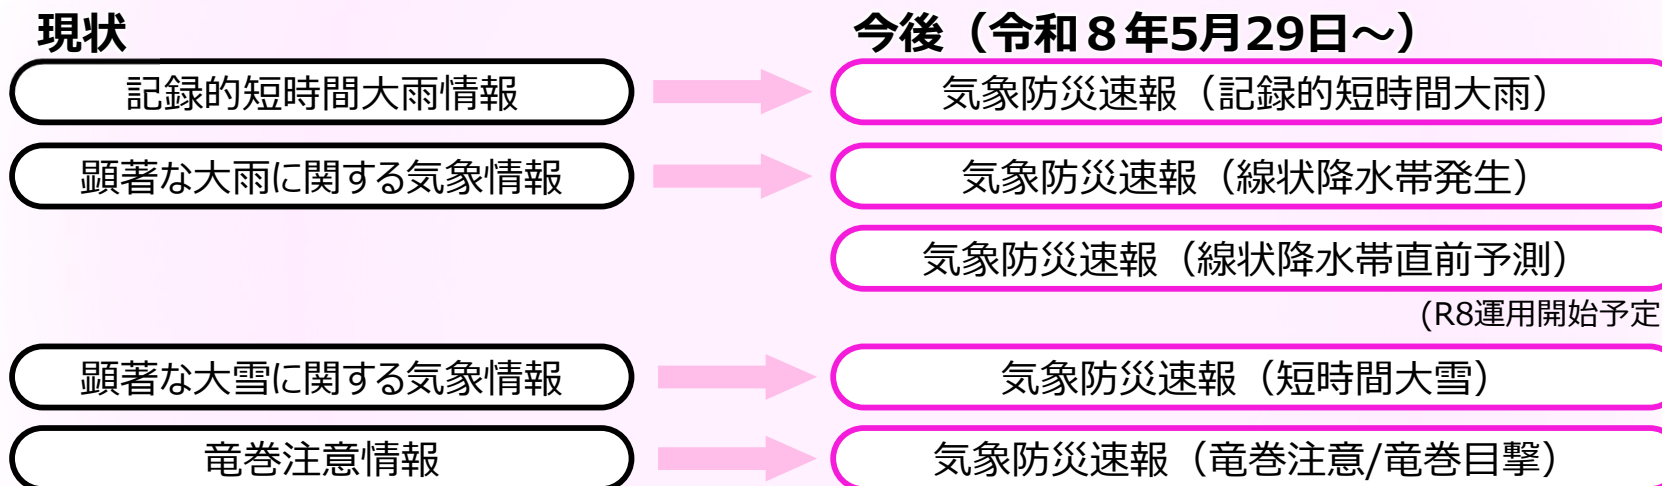 現状
今後（令和８年5月29日～）
記録的短時間大雨情報
気象防災速報（記録的短時間大雨）
顕著な大雨に関する気象情報
気象防災速報（線状降水帯発生）
気象防災速報（線状降水帯直前予測）
(R8運用開始予定
顕著な大雪に関する気象情報
気象防災速報（短時間大雪）
竜巻注意情報
気象防災速報（竜巻注意/竜巻目撃）